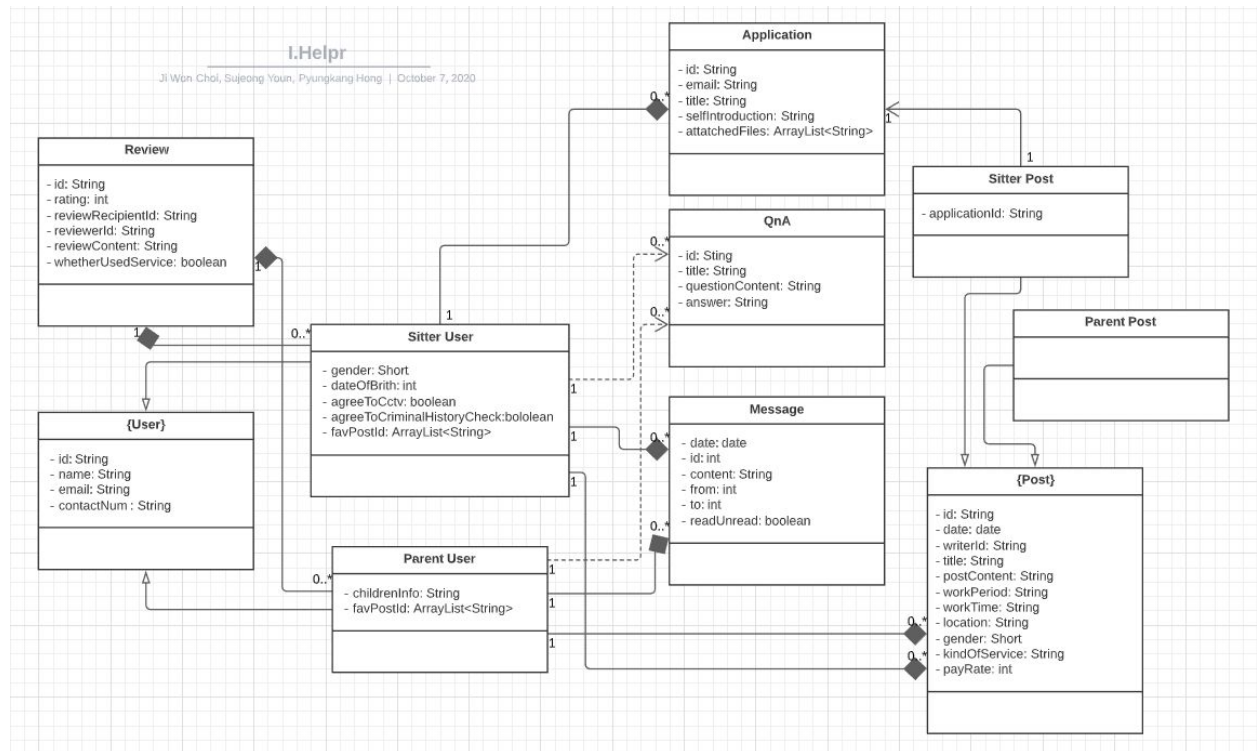 I.Helpr
Ji Won Choi, Sujeong Youn, Pyungkang Hong | October 7, 2020
Application
- id: String
- email: String
- title: String
- selfIntroduction: String
- attatchedFiles: ArrayList<String>
0..*
1
1
Review
- id: String
- rating: int
- reviewRecipientId: String
- reviewerId: String
- reviewContent: String
- whetherUsedService: boolean
1
1
Sitter Post
- applicationId: String
QnA
- id: Sting
- title: String
- questionContent: String
- answer: String
0..*
0..*
Parent Post
1
0..*
Sitter User
- gender: Short
- dateOfBrith: int
- agreeToCctv: boolean
- agreeToCriminalHistoryCheck:bololean
- favPostId: ArrayList<String>
1
1
1
{User}
- id: String
- name: String
- email: String
- contactNum : String
Message
- date: date
- id: int
- content: String
- from: int
- to: int
- readUnread: boolean
0..*
0..*
Parent User
- childrenInfo: String
- favPostId: ArrayList<String>
0..*
1
1
1
{Post}
- id: String
- date: date
- writerId: String
- title: String
- postContent: String
- workPeriod: String
- workTime: String
- location: String
- gender: Short
- kindOfService: String
- payRate: int
0..*
0..*